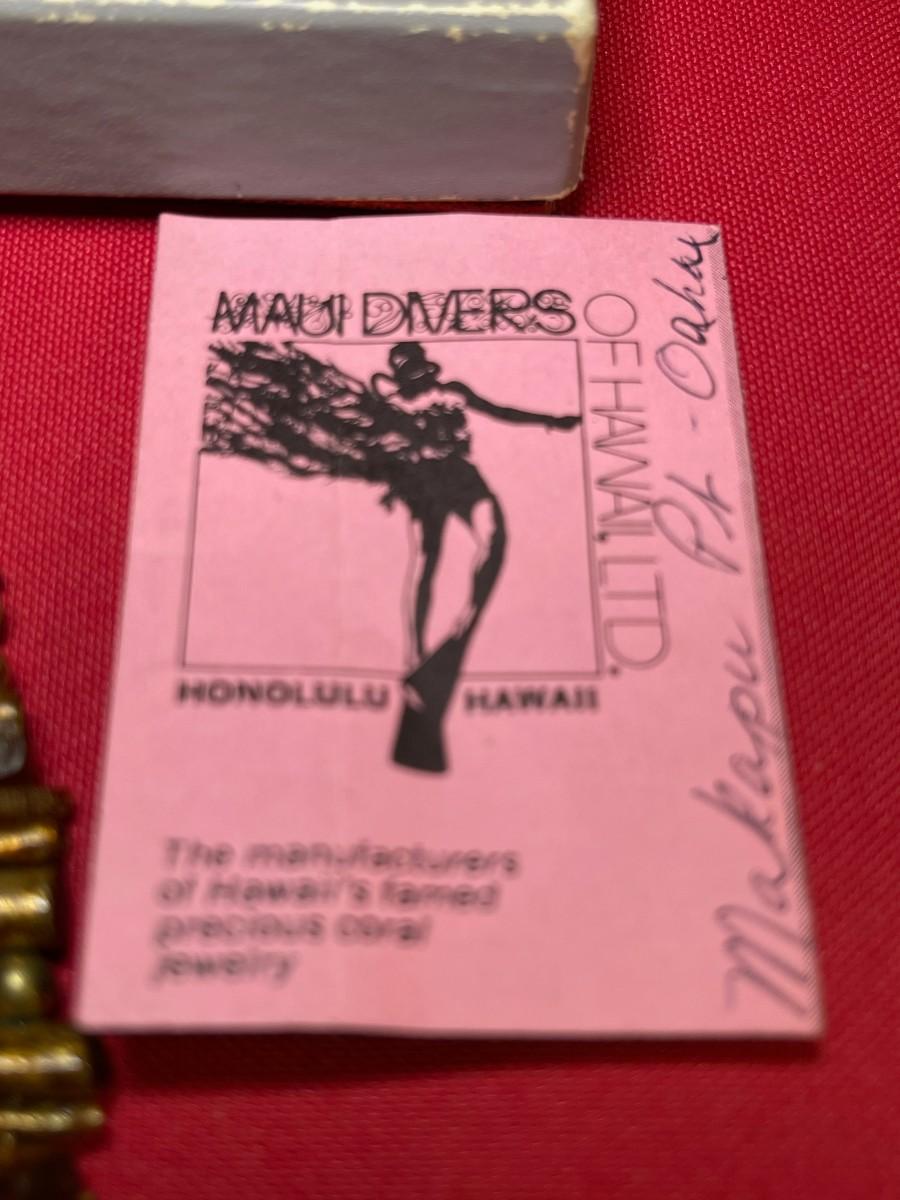 MAUI DIVERS
OF HAWAII, LTD.
HONOLULU HAWAII
The manufacturers
of Hawaii's famed
precious coral
jewelry
Makapu Pt - Oahu